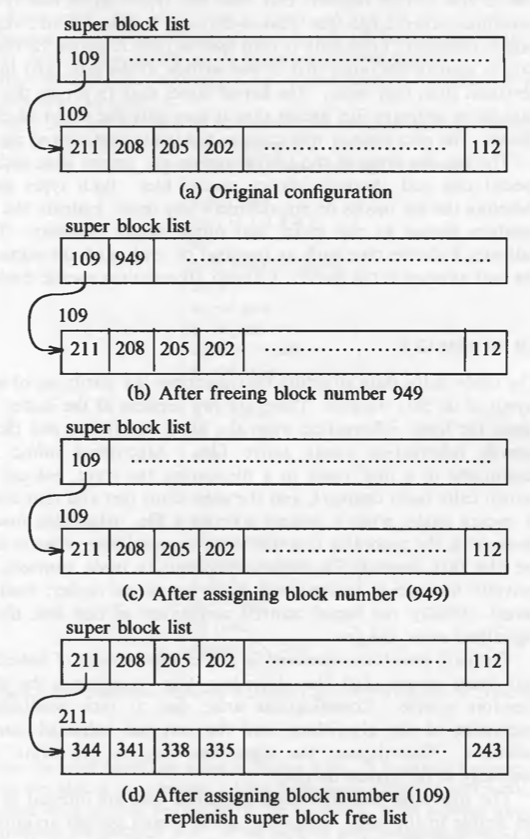 super block list
109 ..........................................
109
211 208 205 202 .......................... 112
(a) Original Configuration
super block list
109 949 ..........................................
109
211 208 205 202 .......................... 112
(b) After freeing block number 949
super block list
109 ..........................................
109
211 208 205 202 .......................... 112
(c) After assigning block number (949)
super block list
211 208 205 202 .......................... 112
211
344 341 338 335 .......................... 243
(d) After assigning block number (109)
replenish super block free list